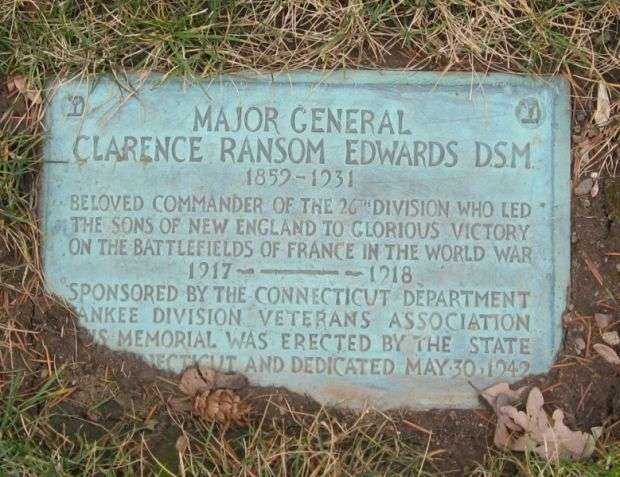 MAJOR GENERAL
CLARENCE RANSOM EDWARDS D.S.M.
1859-1931
BELOVED COMMANDER OF THE 26TH DIVISION WHO LED
THE SONS OF NEW ENGLAND TO GLORIOUS VICTORY
ON THE BATTLEFIELDS OF FRANCE IN THE WORLD WAR
1917 - 1918
SPONSORED BY THE CONNECTICUT DEPARTMENT
ANKEE DIVISION VETERANS ASSOCIATION
IS MEMORIAL WAS ERECTED BY THE STATE
NECTICUT AND DEDICATED MAY 30, 1942